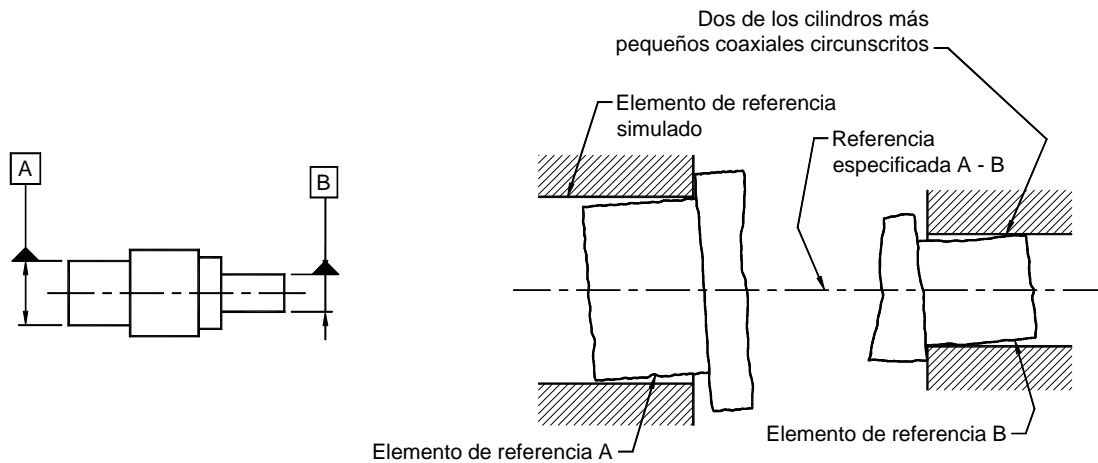 Dos de los cilindros más
pequeños coaxiales circunscritos
Elemento de referencia
simulado
Referencia
especificada A - B
A
B
Elemento de referencia A
Elemento de referencia B